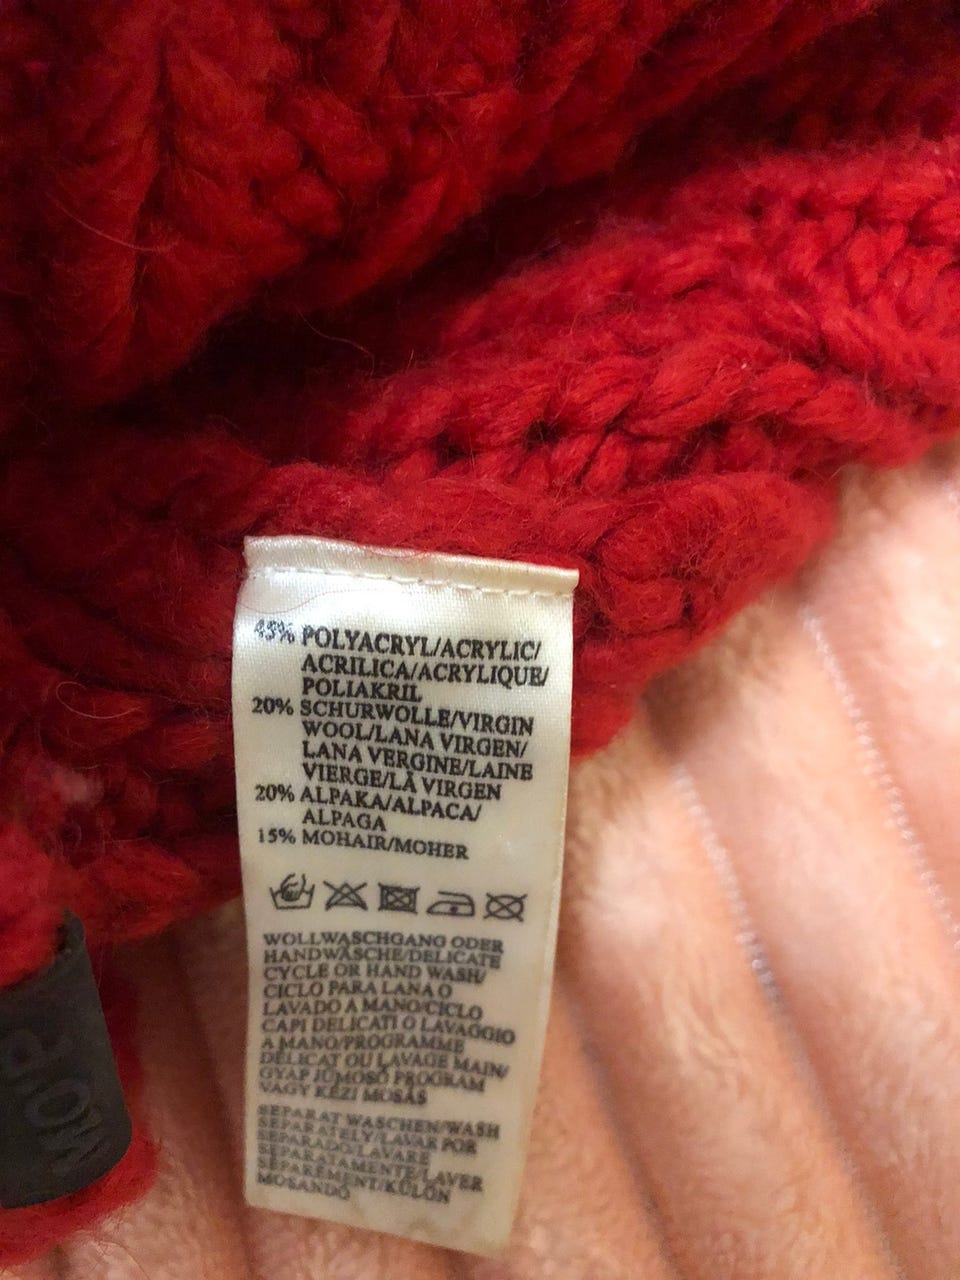 45% POLYACRYL/ACRYLIC/
ACRILICA/ACRYLIQUE/
POLIAKRIL
20% SCHURWOLLE/VIRGIN
WOOL/LANA VIRGEN/
LANA VERGINE/LAINE
VIERGE/LÄ VIRGEN
20% ALPAKA/ALPACA/
ALPAGA
15% MOHAIR/MOHER
WOLLWASCHGANG ODER
HANDWÄSCHE/DELICATE
CYCLE OR HAND WASH/
CICLO PARA LANA O
LAVADO A MANO/CICLO
CAPI DELICATI O LAVAGGIO
A MANO/PROGRAMME
DÉLICAT OU LAVAGE MAIN/
GYAP JÚMOSÓ PROGRAM
VAGY KÉZI MOSÁS
SEPARAT WASCHEN/WASH
SEPARATELY/LAVAR POR
SEPARADO/LAVARE
SEPARATAMENTE/LAVER
SÉPARÉMENT/KÜLÖN
MOSANDÓ